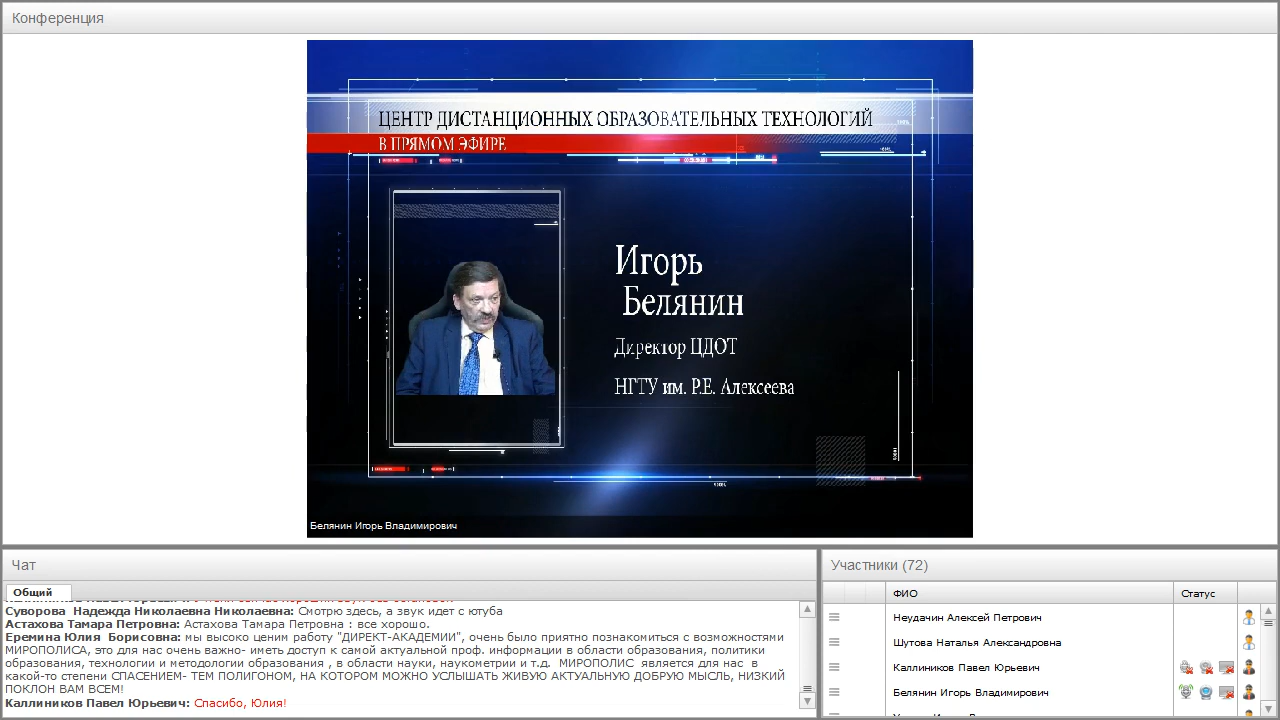 Конференция
ЦЕНТР ДИСТАНЦИОННЫХ ОБРАЗОВАТЕЛЬНЫХ ТЕХНОЛОГИЙ
В ПРЯМОМ ЭФИРЕ
Игорь
Белянин
Директор ЦДОТ
НГТУ им. Р.Е. Алексеева
Белянин Игорь Владимирович
Чат
Общий
Суворова Надежда Николаевна Николаевна: Смотрю здесь, а звук идет с ютуба
Астахова Тамара Петровна: Астахова Тамара Петровна : все хорошо.
Еремина Юлия Борисовна: мы высоко ценим работу "ДИРЕКТ-АКАДЕМИИ", очень было приятно познакомиться с возможностями
МИРОПОЛИСА, это для нас очень важно- иметь доступ к самой актуальной проф. информации в области образования, политики
образования, технологии и методологии образования , в области науки, наукометрии и т.д. МИРОПОЛИС является для нас в
какой-то степени СПАСЕНИЕМ- ТЕМ ПОЛИГОНОМ, НА КОТОРОМ МОЖНО УСЛЫШАТЬ ЖИВУЮ АКТУАЛЬНУЮ ДОБРУЮ МЫСЛЬ, НИЗКИЙ
ПОКЛОН ВАМ ВСЕМ!
Каллиников Павел Юрьевич: Спасибо, Юлия!
Участники (72)
ФИО Статус
Неудачин Алексей Петрович
Шутова Наталья Александровна
Каллиников Павел Юрьевич
Белянин Игорь Владимирович